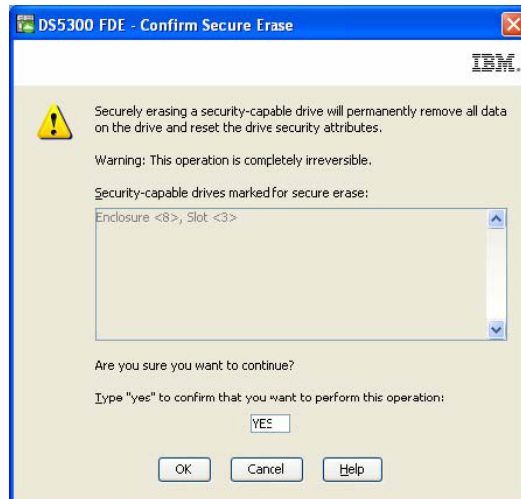 DS5300 FDE - Confirm Secure Erase
IBM.
Securely erasing a security-capable drive will permanently remove all data
on the drive and reset the drive security attributes.
Warning: This operation is completely irreversible.
Security-capable drives marked for secure erase:
Enclosure <8>, Slot <3>
Are you sure you want to continue?
Type "yes" to confirm that you want to perform this operation:
YES
OK
Cancel
Help